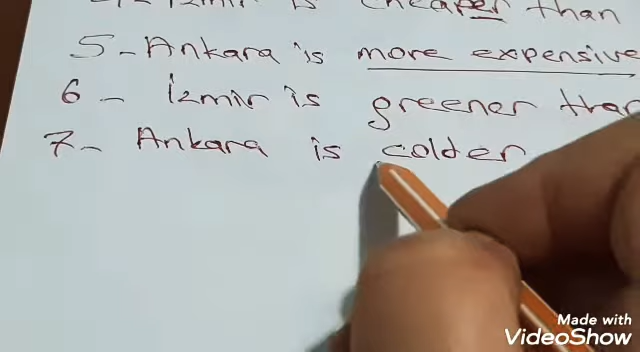 İzmir is cheaper than
5- Ankara is more expensive
6- İzmir is greener than
7- Ankara is colder
Made with
VideoShow